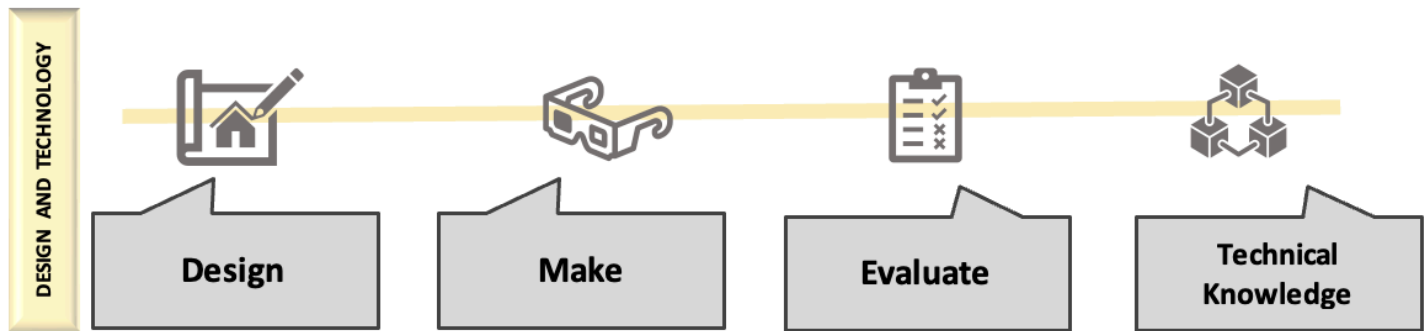 DESIGN AND TECHNOLOGY
Design
Make
Evaluate
Technical
Knowledge